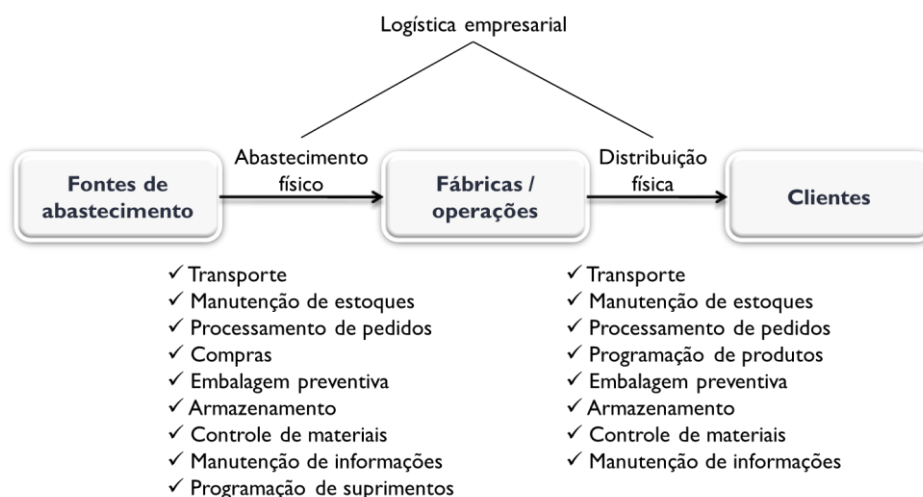 Logística empresarial
Abastecimento
físico
Distribuição
física
Fontes de
abastecimento
Fábricas /
operações
Clientes
✓ Transporte
✓ Manutenção de estoques
✓ Processamento de pedidos
✓ Compras
✓ Embalagem preventiva
✓ Armazenamento
✓ Controle de materiais
✓ Manutenção de informações
✓ Programação de suprimentos
✓ Transporte
✓ Manutenção de estoques
✓ Processamento de pedidos
✓ Programação de produtos
✓ Embalagem preventiva
✓ Armazenamento
✓ Controle de materiais
✓ Manutenção de informações